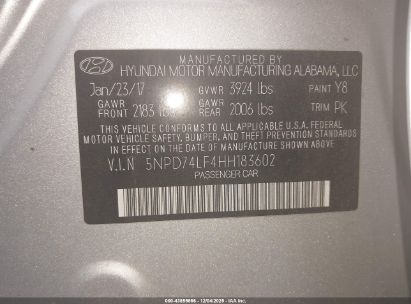 MANUFACTURED BY
HYUNDAI MOTOR MANUFACTURING ALABAMA, LLC
Jan/23/17 GVWR 3924 lbs PAINT Y8
GAWR FRONT 2183 lbs GAWR REAR 2006 lbs TRIM PK
THIS VEHICLE CONFORMS TO ALL APPLICABLE U.S.A. FEDERAL
MOTOR VEHICLE SAFETY, BUMPER, AND THEFT PREVENTION STANDARDS
IN EFFECT ON THE DATE OF MANUFACTURE SHOWN ABOVE
V.I.N 5NPD74LF4HH183602
PASSENGER CAR